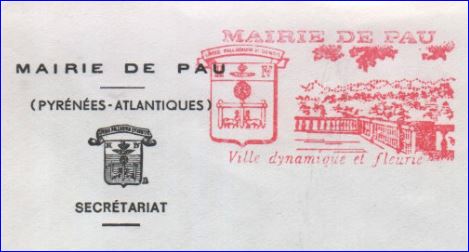 MAIRIE DE PAU
(PYRÉNÉES-ATLANTIQUES)
SECRÉTARIAT
MAIRIE DE PAU
Ville dynamique et fleurie